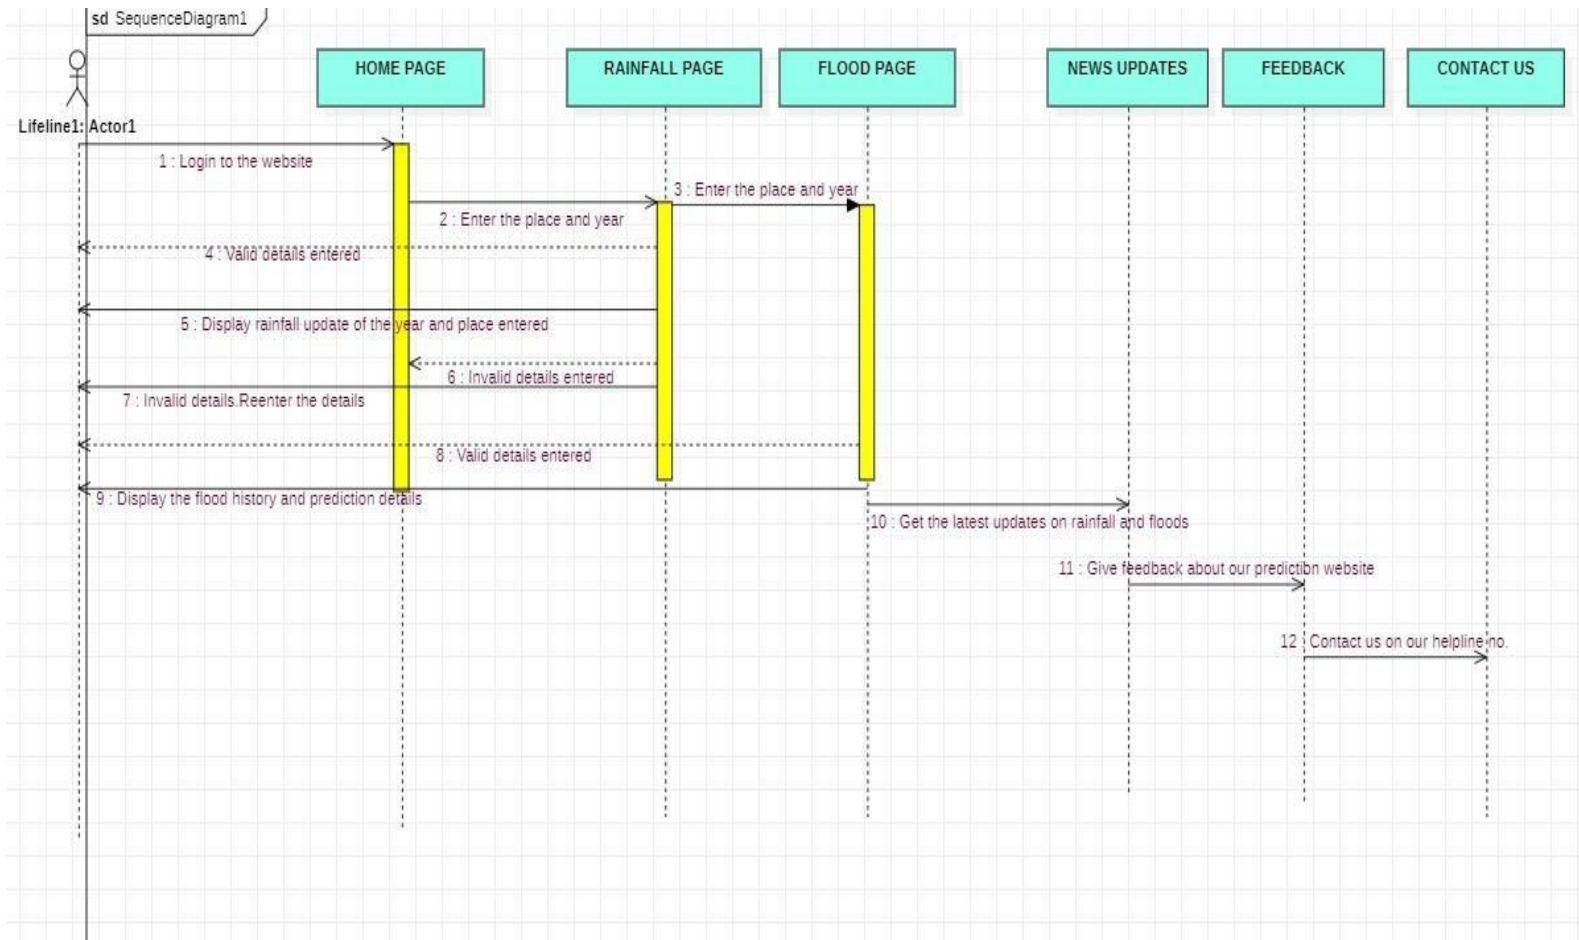 sd SequenceDiagram1
HOME PAGE
RAINFALL PAGE
FLOOD PAGE
NEWS UPDATES
FEEDBACK
CONTACT US
Lifeline1: Actor1
1 : Login to the website
3 : Enter the place and year
2 : Enter the place and year
4 : Valid details entered
5 : Display rainfall update of the year and place entered
6 : Invalid details entered
7 : Invalid details.Reenter the details
8 : Valid details entered
9 : Display the flood history and prediction details
10 : Get the latest updates on rainfall and floods
11 : Give feedback about our prediction website
12 : Contact us on our helpline no.